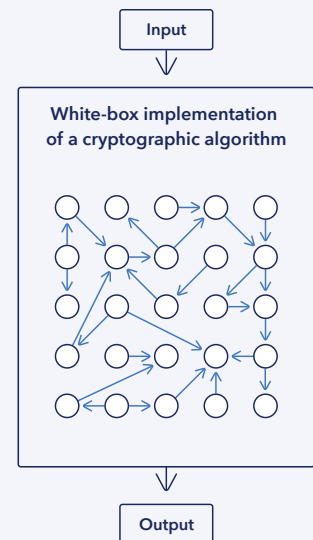 Input
White-box implementation
of a cryptographic algorithm
Output